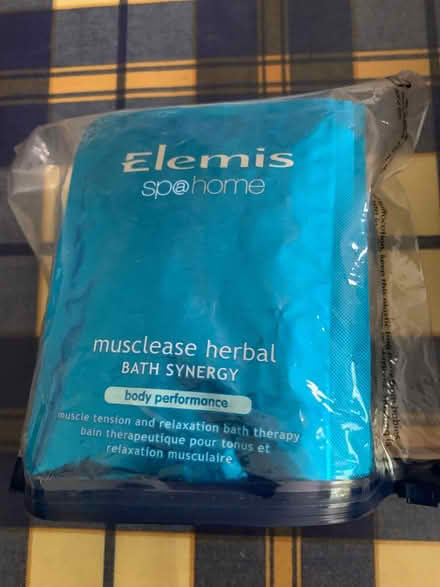 Elemis
sp@home
musclease herbal
BATH SYNERGY
body performance
muscle tension and relaxation bath therapy
bain therapeutique pour tonus et
relaxation musculaire